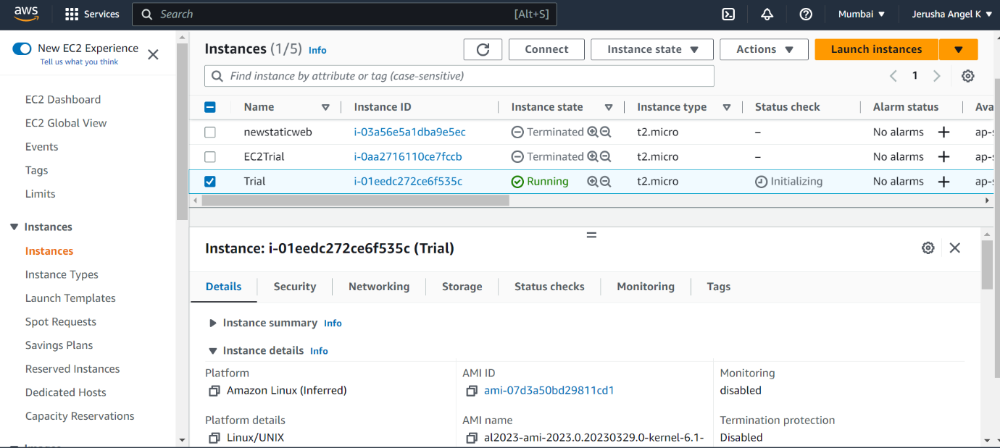 aws
Services
Search
[Alt+S]
Mumbai
Jerusha Angel K
New EC2 Experience
Tell us what you think
EC2 Dashboard
EC2 Global View
Events
Tags
Limits
Instances
Instances
Instance Types
Launch Templates
Spot Requests
Savings Plans
Reserved Instances
Dedicated Hosts
Capacity Reservations
Images
Instances (1/5) Info
Connect
Instance state
Actions
Launch instances
Find instance by attribute or tag (case-sensitive)
1
Name Instance ID Instance state Instance type Status check Alarm status Ava
newstaticweb i-03a56e5a1dba9e5ec Terminated t2.micro – No alarms + ap-s
EC2Trial i-0aa2716110ce7fccb Terminated t2.micro – No alarms + ap-s
Trial i-01eedc272ce6f535c Running t2.micro Initializing No alarms + ap-s
Instance: i-01eedc272ce6f535c (Trial)
Details Security Networking Storage Status checks Monitoring Tags
Instance summary Info
Instance details Info
Platform
Amazon Linux (Inferred)
AMI ID
ami-07d3a50bd29811cd1
Monitoring
disabled
Platform details
Linux/UNIX
AMI name
al2023-ami-2023.0.20230329.0-kernel-6.1-
Termination protection
Disabled